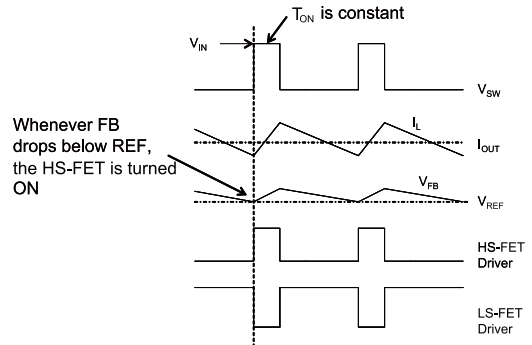 T_ON is constant
V_IN
V_SW
I_L
I_OUT
Whenever FB
drops below REF,
the HS-FET is turned
ON
V_FB
V_REF
HS-FET
Driver
LS-FET
Driver